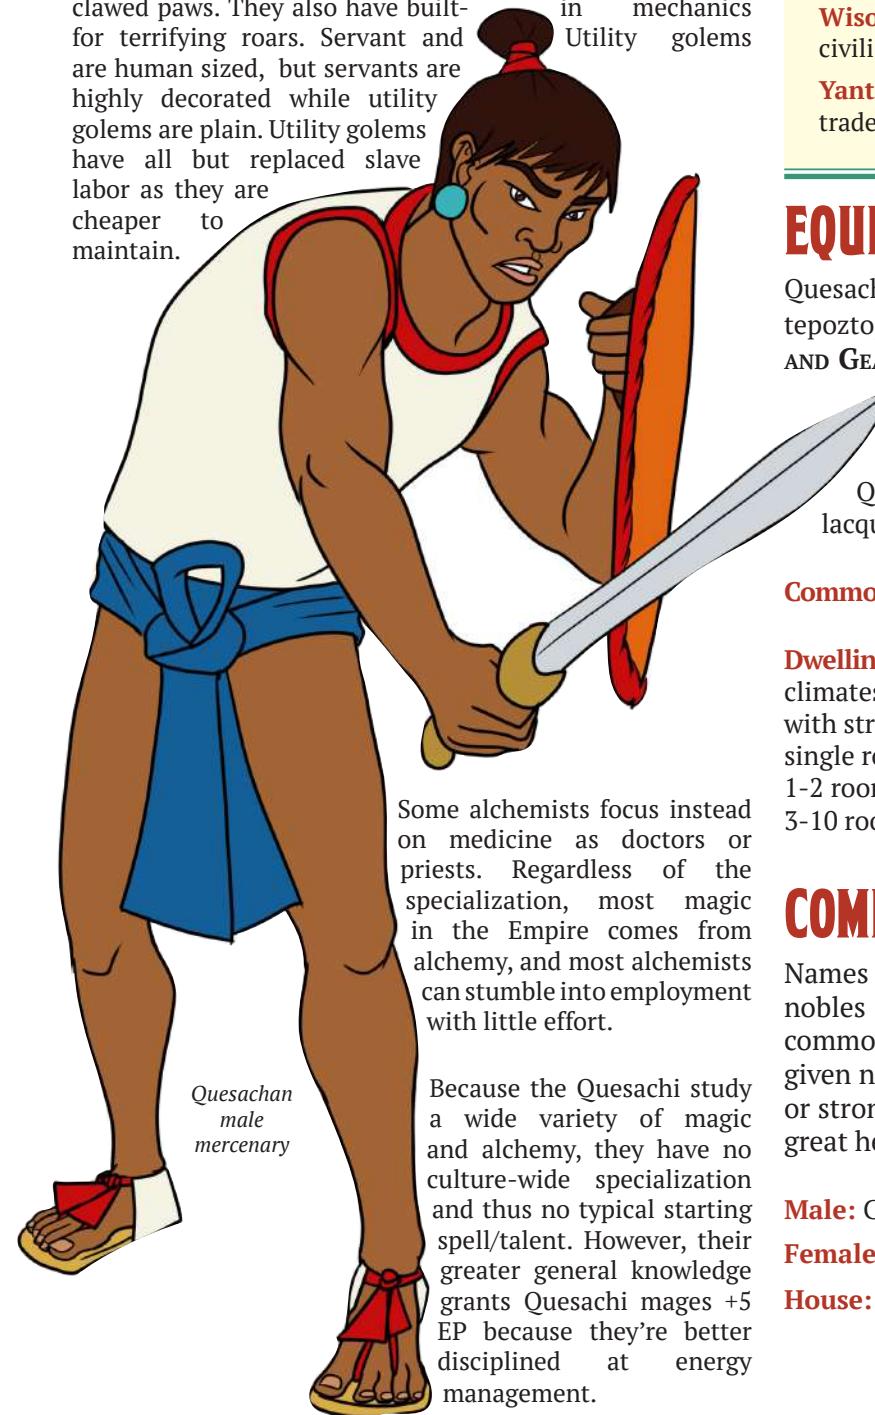 clawed paws. They also have built- in mechanics
for terrifying roars. Servant and Utility golems
are human sized, but servants are
highly decorated while utility
golems are plain. Utility golems
have all but replaced slave
labor as they are
cheaper to
maintain.
Some alchemists focus instead
on medicine as doctors or
priests. Regardless of the
specialization, most magic
in the Empire comes from
alchemy, and most alchemists
can stumble into employment
with little effort.
Quesachan
male
mercenary
Because the Quesachi study
a wide variety of magic
and alchemy, they have no
culture-wide specialization
and thus no typical starting
spell/talent. However, their
greater general knowledge
grants Quesachi mages +5
EP because they're better
disciplined at energy
management.
Wiso
civili
Yant
trade
EQUI
Quesach
tepozto
AND GEA
Q
lacqu
Commo
Dwellin
climates
with str
single ro
1-2 room
3-10 roo
COM
Names
nobles
commo
given n
or stron
great he
Male: C
Female
House: